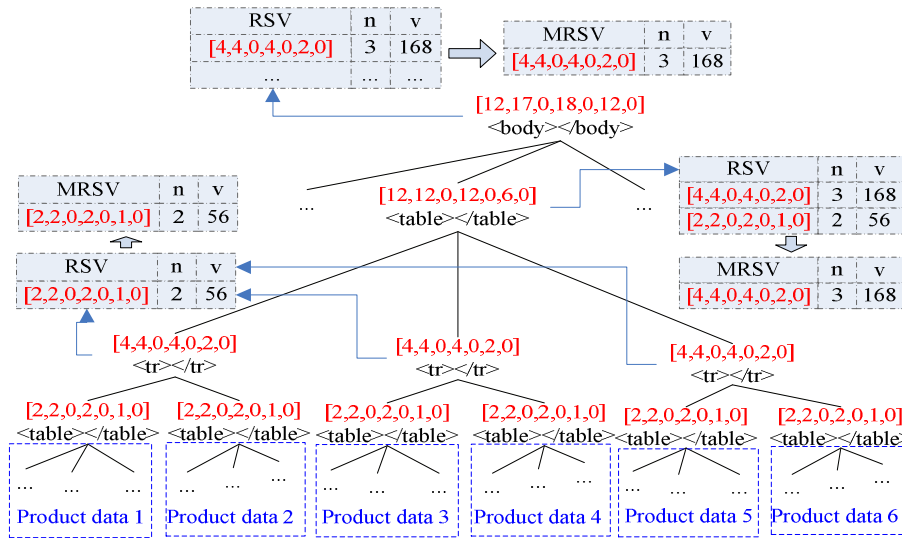 RSV n v
[4,4,0,4,0,2,0] 3 168
... ... ...
MRSV n v
[4,4,0,4,0,2,0] 3 168
[12,17,0,18,0,12,0]
<body></body>
MRSV n v
[2,2,0,2,0,1,0] 2 56
RSV n v
[2,2,0,2,0,1,0] 2 56
...
[12,12,0,12,0,6,0]
<table></table>
...
RSV n v
[4,4,0,4,0,2,0] 3 168
[2,2,0,2,0,1,0] 2 56
MRSV n v
[4,4,0,4,0,2,0] 3 168
[4,4,0,4,0,2,0] [4,4,0,4,0,2,0] [4,4,0,4,0,2,0]
<tr></tr> <tr></tr> <tr></tr>
[2,2,0,2,0,1,0] [2,2,0,2,0,1,0] [2,2,0,2,0,1,0] [2,2,0,2,0,1,0] [2,2,0,2,0,1,0] [2,2,0,2,0,1,0]
<table></table> <table></table> <table></table> <table></table> <table></table> <table></table>
... ... ... ... ... ... ... ... ... ... ... ... ... ... ... ... ... ...
Product data 1 Product data 2 Product data 3 Product data 4 Product data 5 Product data 6